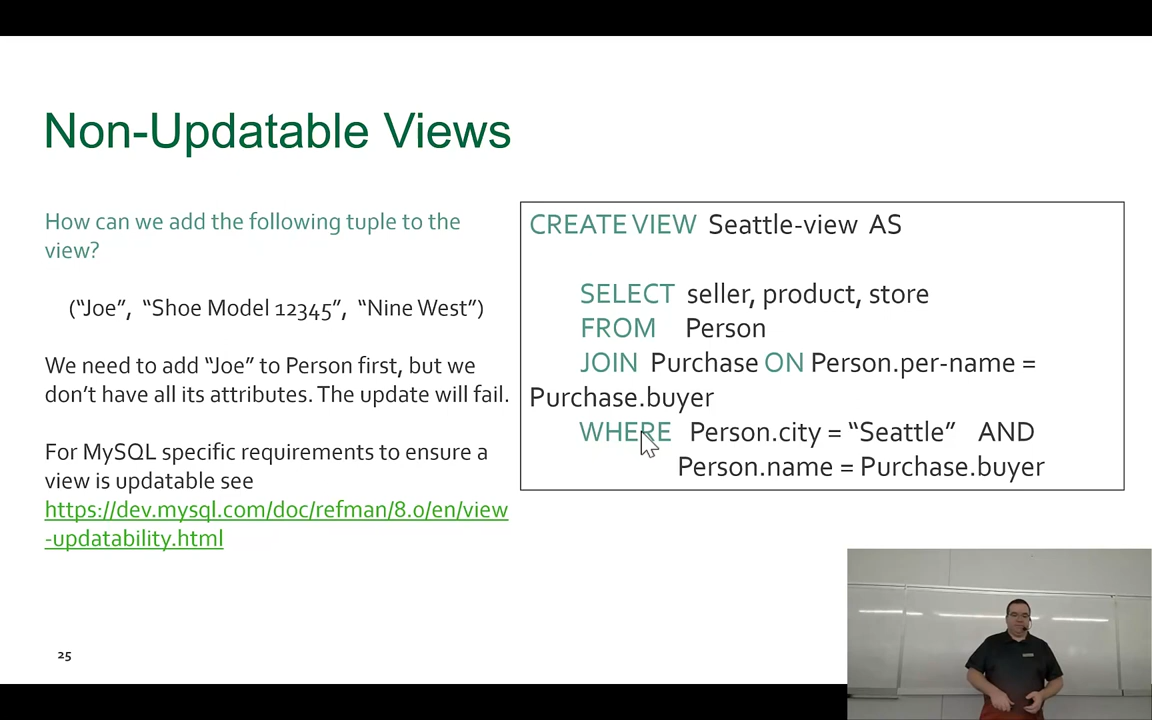 Non-Updatable Views
How can we add the following tuple to the
view?
(“Joe”, “Shoe Model 12345”, “Nine West”)
We need to add “Joe” to Person first, but we
don’t have all its attributes. The update will fail.
For MySQL specific requirements to ensure a
view is updatable see
https://dev.mysql.com/doc/refman/8.0/en/view
-updatability.html
CREATE VIEW Seattle-view AS
SELECT seller, product, store
FROM Person
JOIN Purchase ON Person.per-name =
Purchase.buyer
WHERE Person.city = “Seattle” AND
Person.name = Purchase.buyer
25